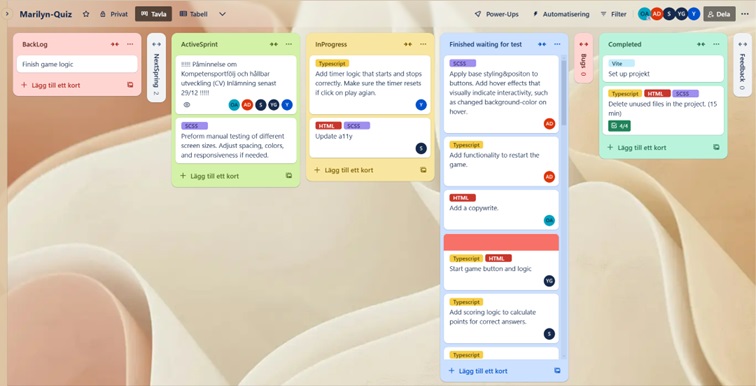 Marilyn-Quiz
Privat
Tavla
Tabell
Power-Ups
Automatisering
Filter
AD
S
YG
Y
Dela
BackLog
Finish game logic
Lägg till ett kort
NextSpring 2
ActiveSprint
!!!!! Påminnelse om
Kompetensportfölj och hållbar
utveckling (CV) Inlämning senast
29/12 !!!!!
AD
S
YG
Y
SCSS
Preform manual testing of different
screen sizes. Adjust spacing, colors,
and responsiveness if needed.
Lägg till ett kort
InProgress
Typescript
Add timer logic that starts and stops
correctly. Make sure the timer resets
if click on play agian.
Y
HTML SCSS
Update a11y
S
Lägg till ett kort
Finished waiting for test
SCSS
Apply base styling&positon to
buttons. Add hover effects that
visually indicate interactivity, such
as changed background-color on
hover.
AD
Typescript
Add functionality to restart the
game.
AD
HTML
Add a copywrite.
Typescript HTML
Start game button and logic
YG
Typescript
Add scoring logic to calculate
points for correct answers.
S
Typescript
Lägg till ett kort
Bugs 0
Completed
Vite
Set up projekt
Typescript HTML SCSS
Delete unused files in the project. (15
min)
4/4
Lägg till ett kort
Feedback 0